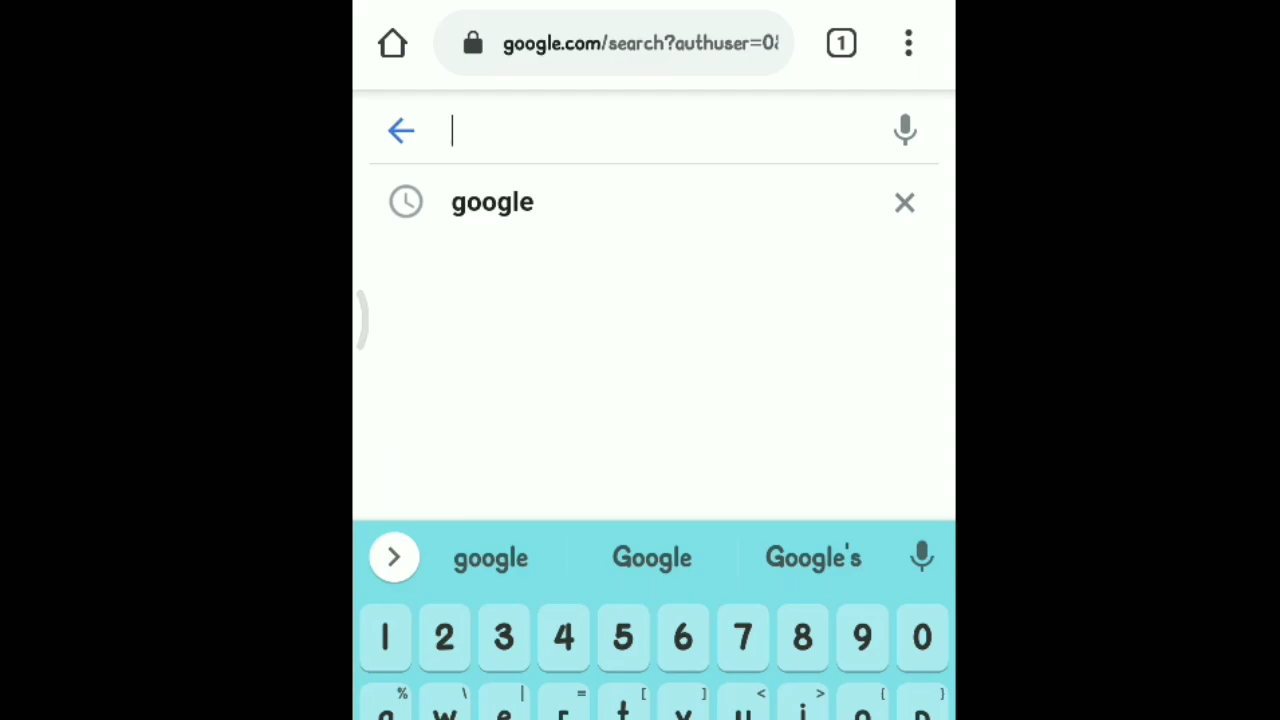 google.com/search?authuser=0
1
google
google Google Google's
1 2 3 4 5 6 7 8 9 0
% \ | = [ ] < > { }
q w e r t y u i o p